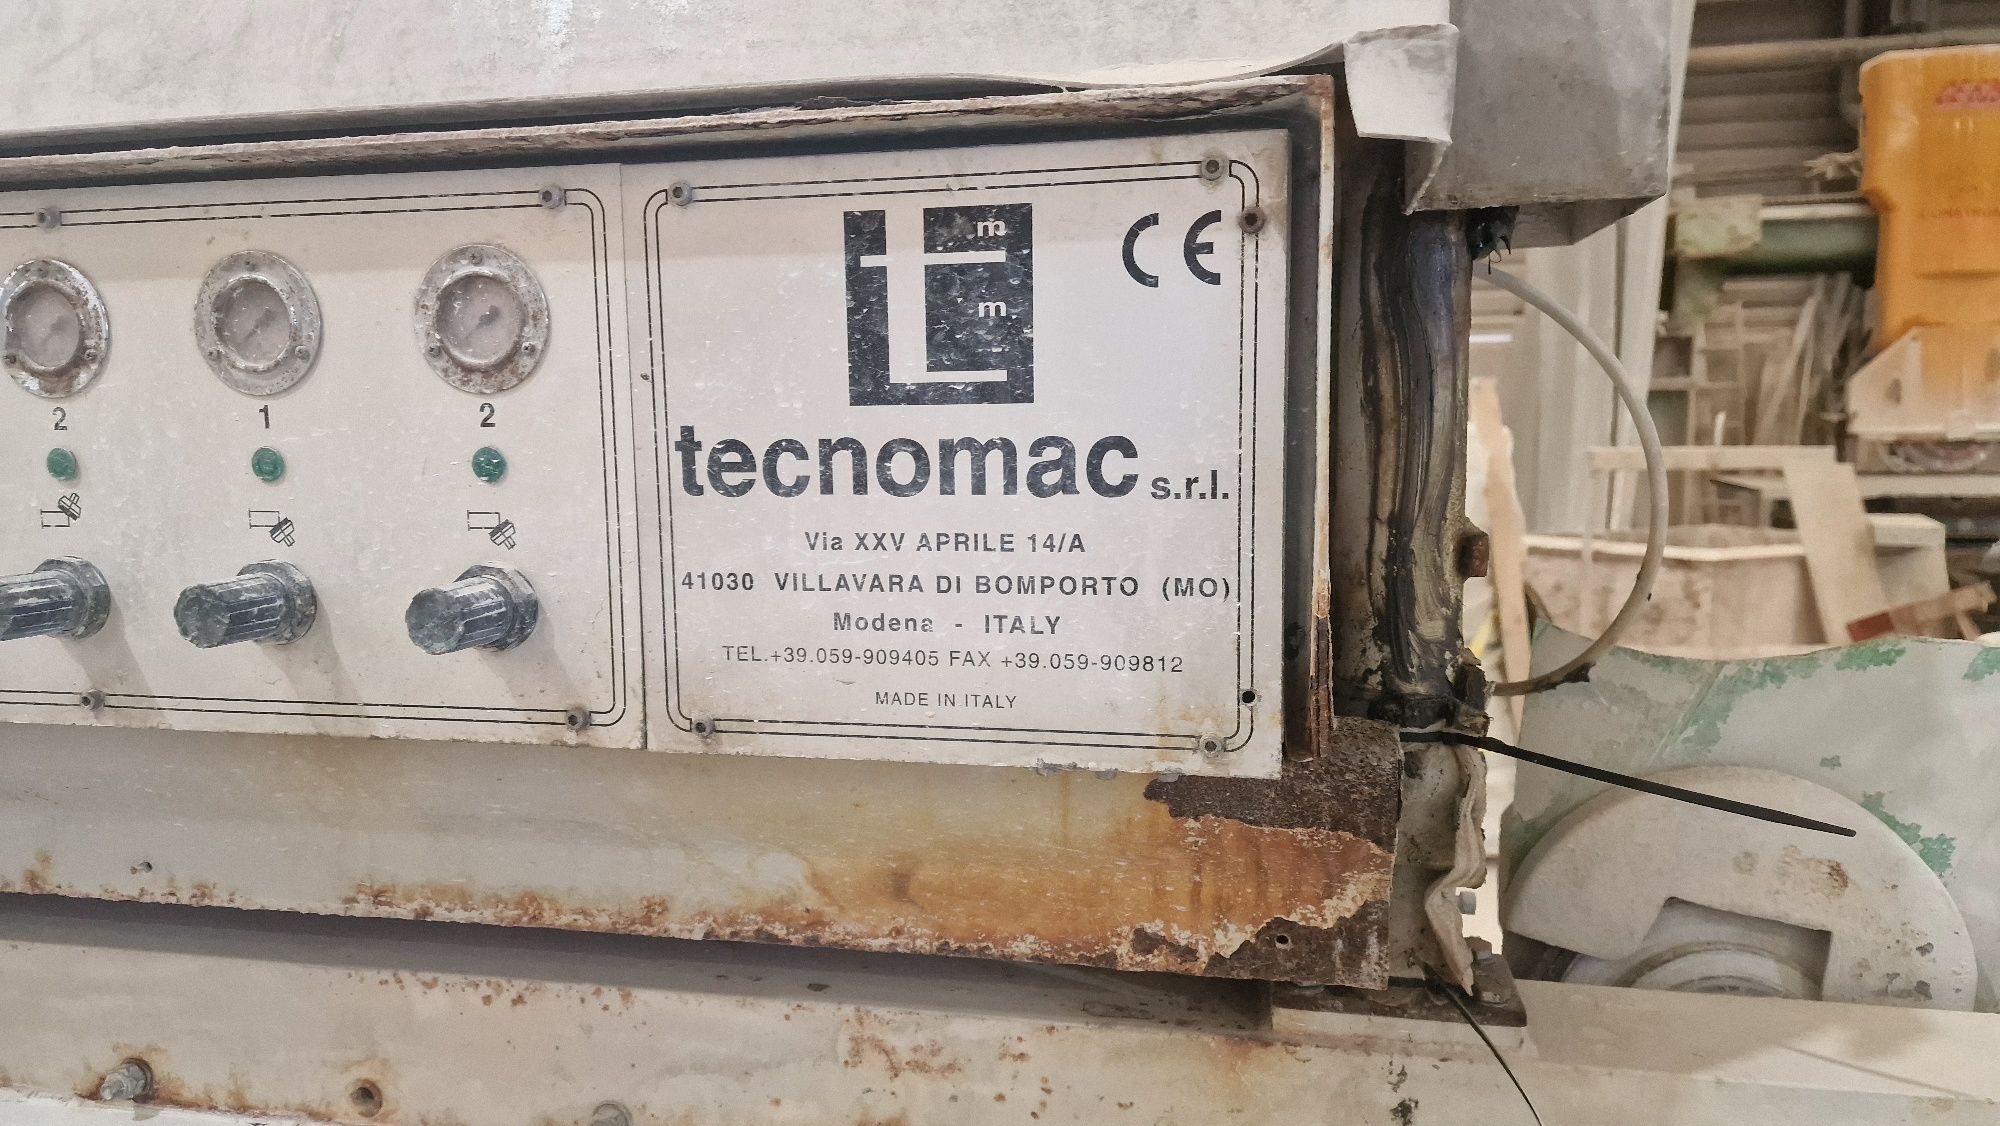 m
m
CE
tecnomac s.r.l.
Via XXV APRILE 14/A
41030 VILLAVARA DI BOMPORTO (MO)
Modena - ITALY
TEL.+39.059-909405 FAX +39.059-909812
MADE IN ITALY
2 1 2